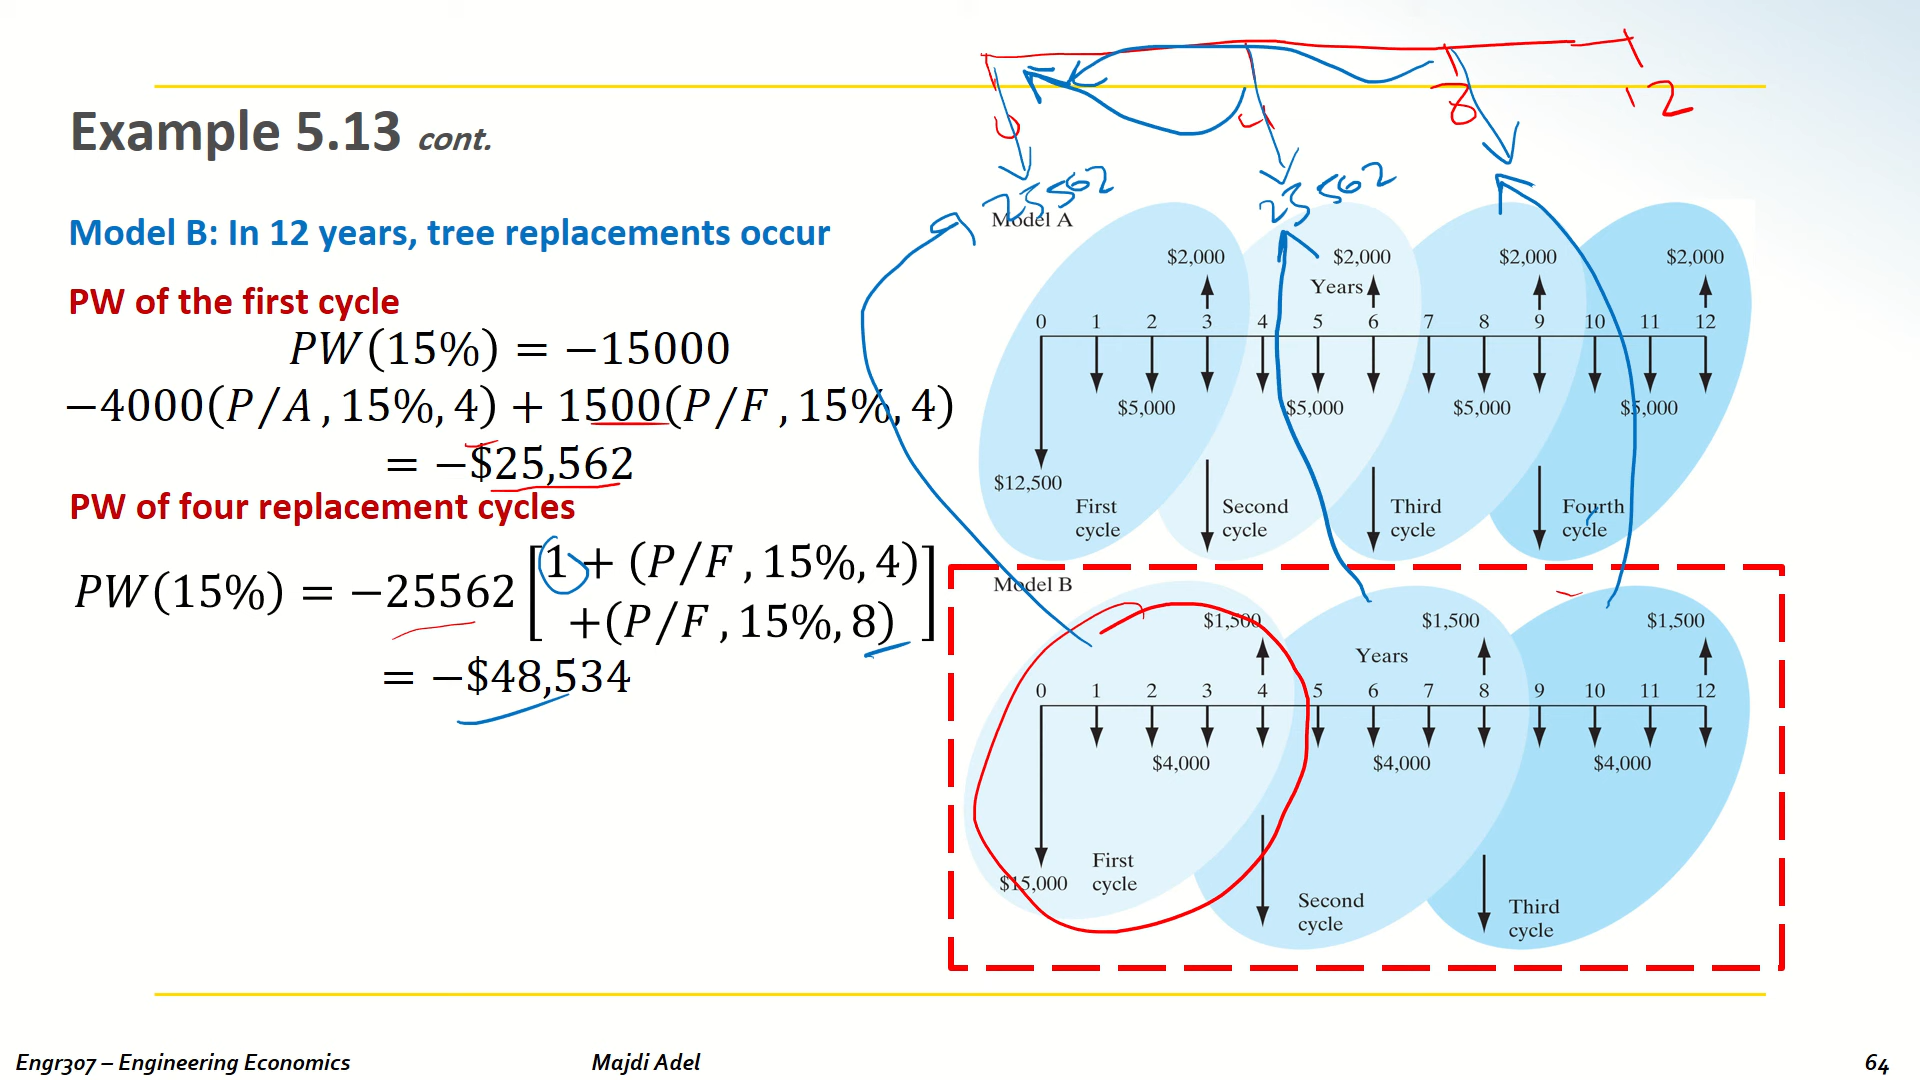 0 4 8 12
25562 25562
Example 5.13 cont.
Model B: In 12 years, tree replacements occur
PW of the first cycle
PW(15%) = −15000
−4000(P/A, 15%, 4) + 1500(P/F, 15%, 4)
= −$25,562
PW of four replacement cycles
PW(15%) = −25562 [1 + (P/F, 15%, 4)
+(P/F, 15%, 8)]
= −$48,534
Model A
$2,000 $2,000 $2,000 $2,000
Years
0 1 2 3 4 5 6 7 8 9 10 11 12
$5,000 $5,000 $5,000 $5,000
$12,500
First cycle
Second cycle
Third cycle
Fourth cycle
Model B
$1,500 $1,500 $1,500
Years
0 1 2 3 4 5 6 7 8 9 10 11 12
$4,000 $4,000 $4,000
$15,000
First cycle
Second cycle
Third cycle
Engr307 – Engineering Economics
Majdi Adel
64